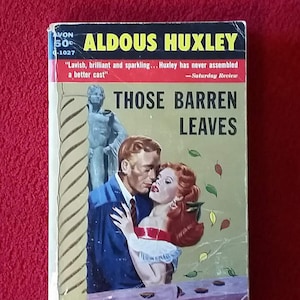 AVON
50¢
G-1027
ALDOUS HUXLEY
"Lavish, brilliant and sparkling... Huxley has never assembled
a better cast" —Saturday Review
THOSE BARREN
LEAVES